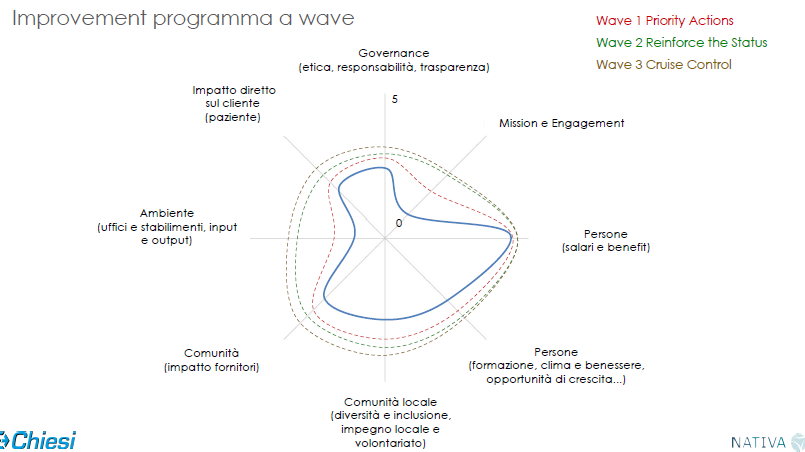 Improvement programma a wave
Wave 1 Priority Actions
Wave 2 Reinforce the Status
Wave 3 Cruise Control
Governance
(etica, responsabilità, trasparenza)
5
Mission e Engagement
0
Persone
(salari e benefit)
Persone
(formazione, clima e benessere,
opportunità di crescita...)
Comunità locale
(diversità e inclusione,
impegno locale e
volontariato)
Comunità
(impatto fornitori)
Ambiente
(uffici e stabilimenti, input
e output)
Impatto diretto
sul cliente
(paziente)
Chiesi
NATIVA